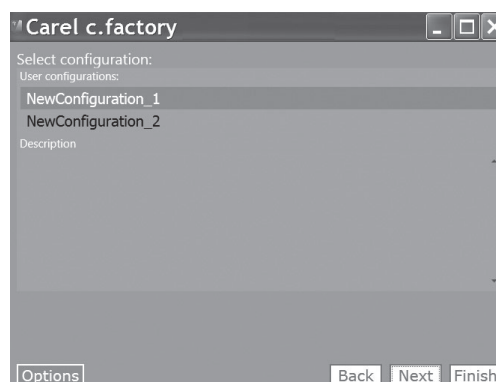 Carel c.factory
Select configuration:
User configurations:
NewConfiguration_1
NewConfiguration_2
Description
Options Back Next Finish